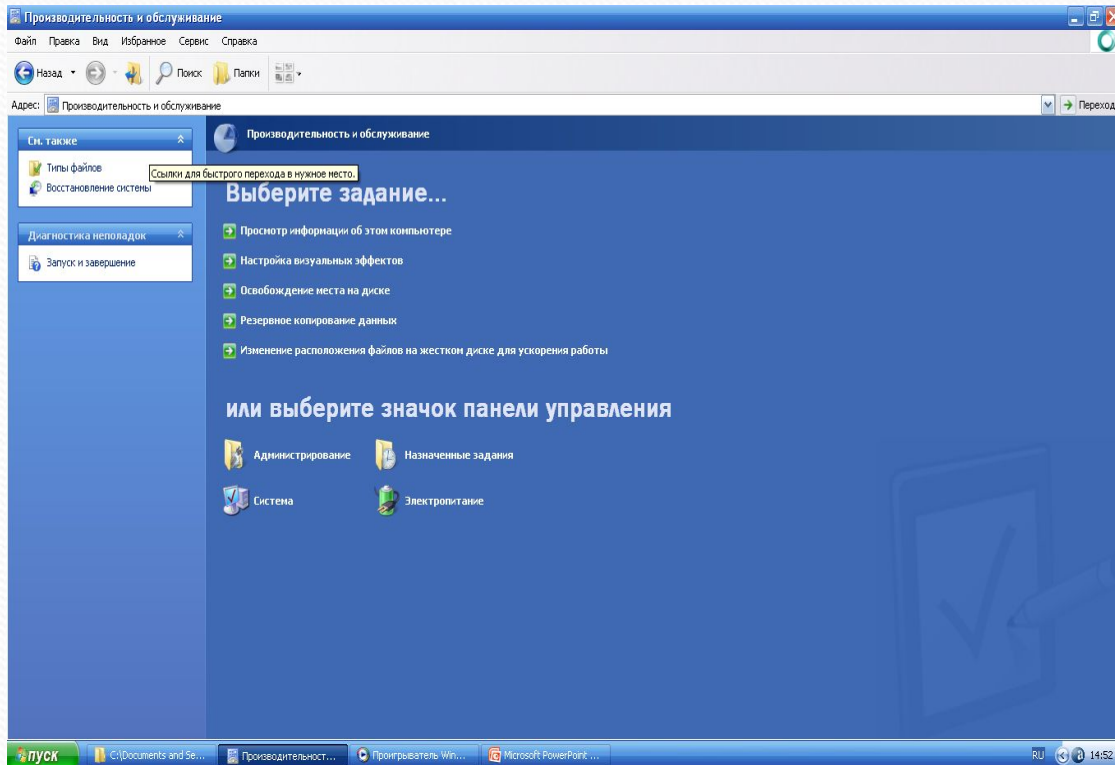 Производительность и обслуживание
Файл Правка Вид Избранное Сервис Справка
Назад Поиск Папки
Адрес: Производительность и обслуживание Переход
См. также
Типы файлов
Ссылки для быстрого перехода в нужное место.
Восстановление системы
Диагностика неполадок
Запуск и завершение
Производительность и обслуживание
Выберите задание...
Просмотр информации об этом компьютере
Настройка визуальных эффектов
Освобождение места на диске
Резервное копирование данных
Изменение расположения файлов на жестком диске для ускорения работы
или выберите значок панели управления
Администрирование Назначенные задания
Система Электропитание
пуск C:\Documents and Se... Производительност... Проигрыватель Win... Microsoft PowerPoint ... RU 14:52